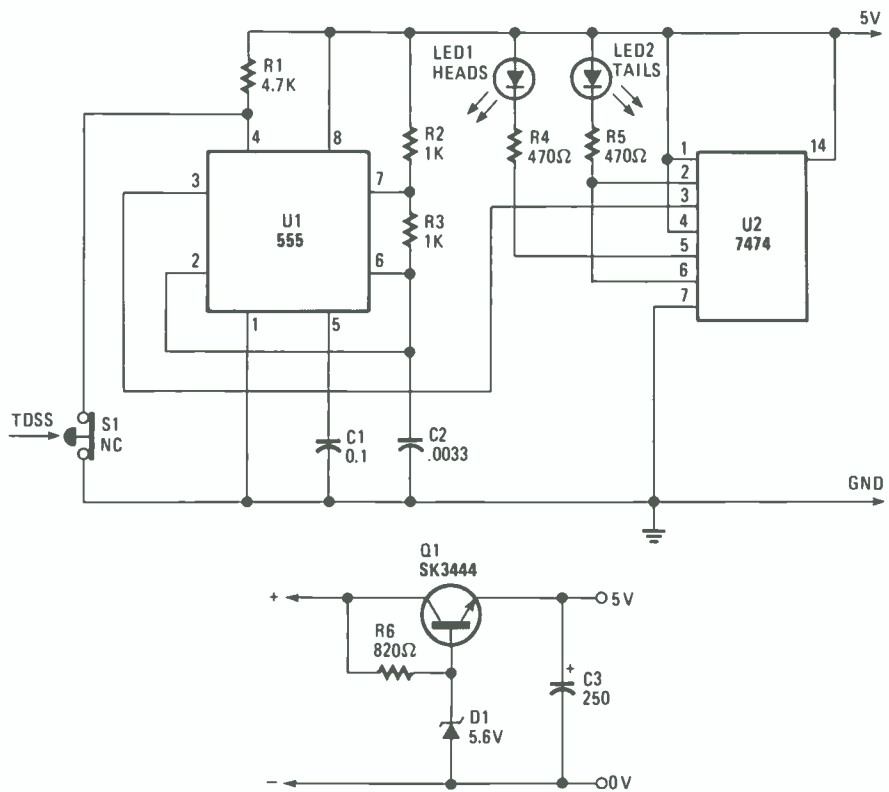 5V
LED1
HEADS
LED2
TAILS
R1
4.7K
4
8
R2
1K
R4
470Ω
R5
470Ω
1
14
3
7
2
U1
555
R3
1K
3
U2
7474
4
2
6
5
6
1
5
7
TDSS
S1
NC
C1
0.1
C2
.0033
GND
Q1
SK3444
+
5V
R6
820Ω
+
C3
250
D1
5.6V
−
0V